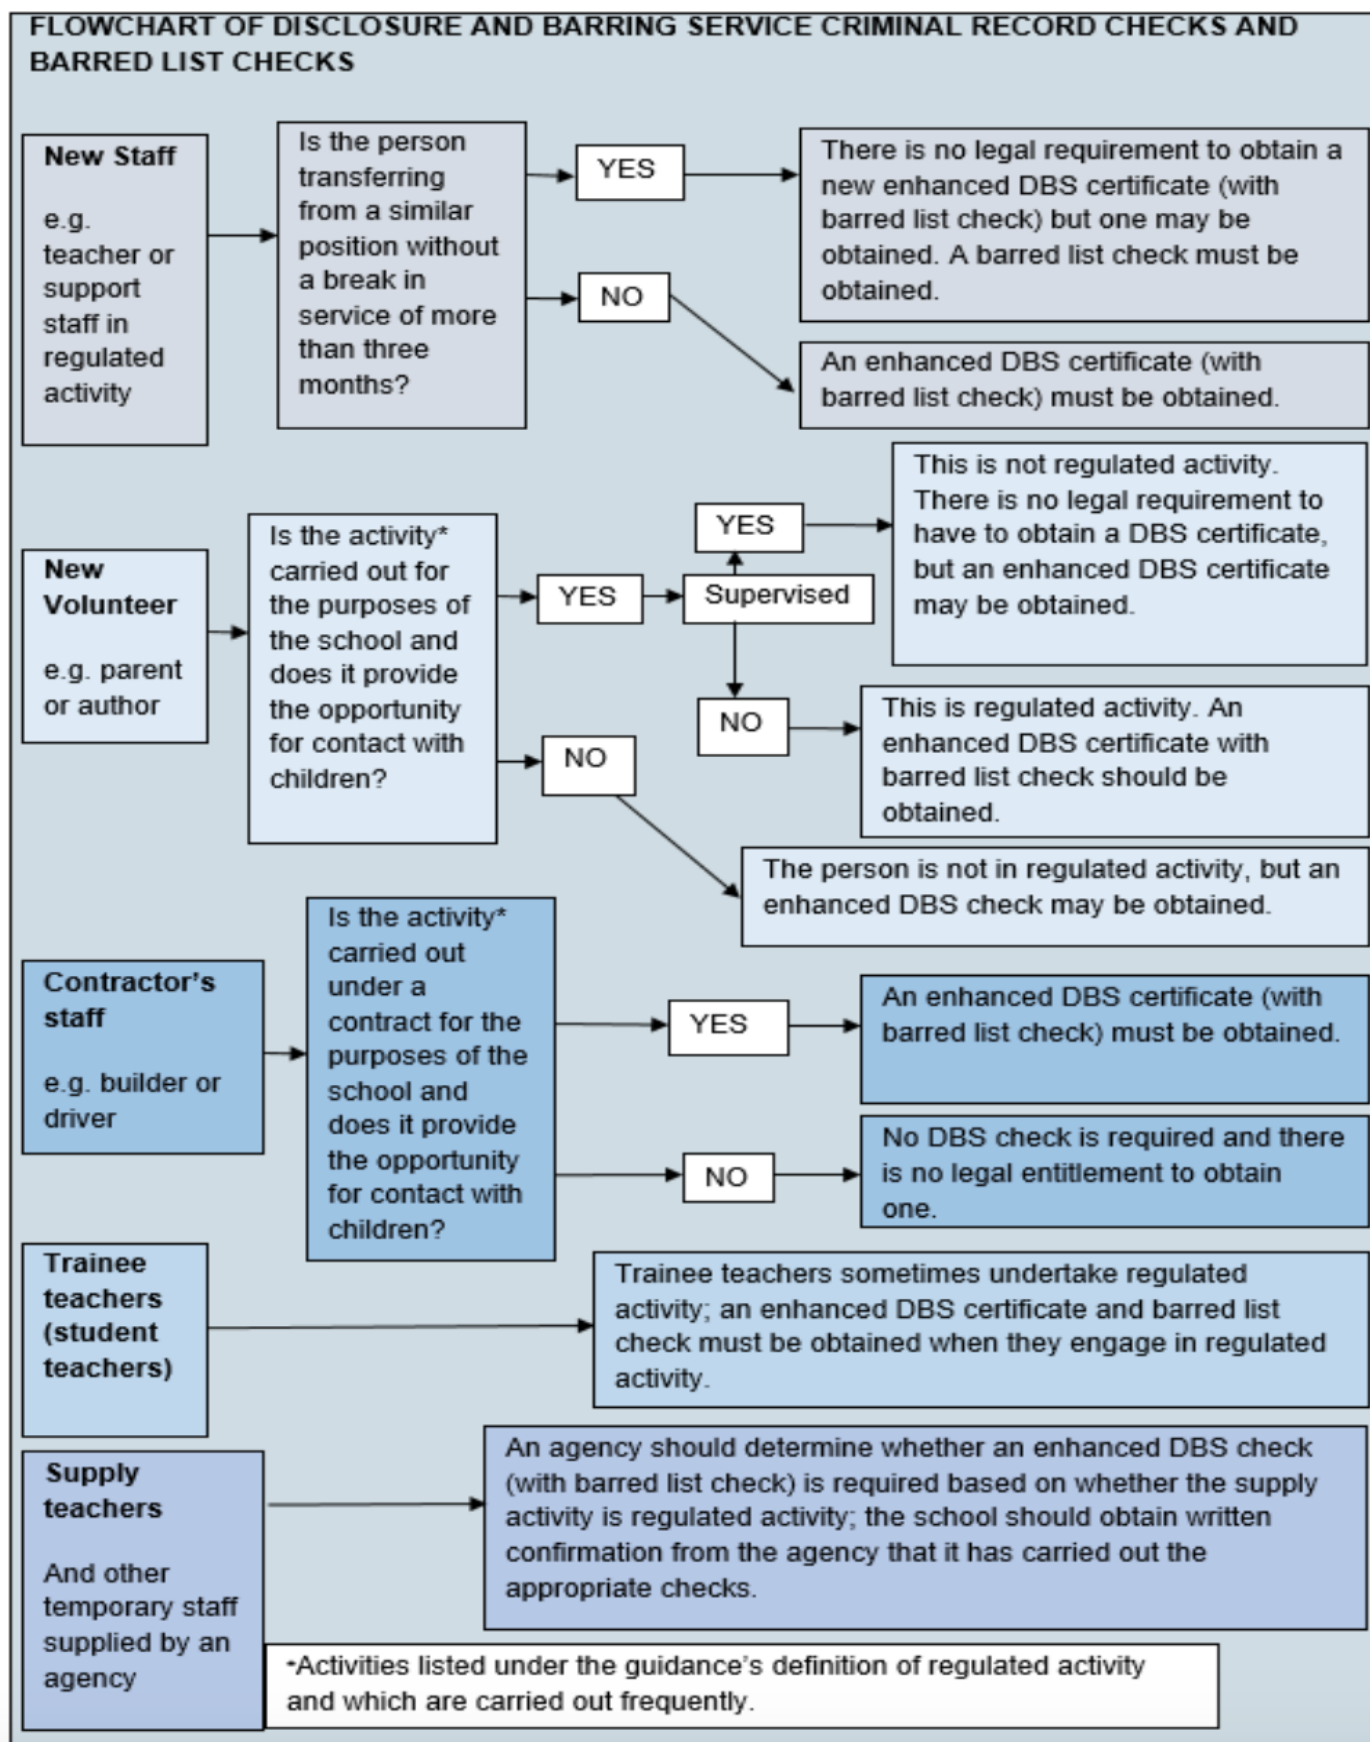 FLOWCHART OF DISCLOSURE AND BARRING SERVICE CRIMINAL RECORD CHECKS AND
BARRED LIST CHECKS
New Staff
e.g.
teacher or
support
staff in
regulated
activity
Is the person
transferring
from a similar
position without
a break in
service of more
than three
months?
YES
There is no legal requirement to obtain a
new enhanced DBS certificate (with
barred list check) but one may be
obtained. A barred list check must be
obtained.
NO
An enhanced DBS certificate (with
barred list check) must be obtained.
New
Volunteer
e.g. parent
or author
Is the activity*
carried out for
the purposes of
the school and
does it provide
the opportunity
for contact with
children?
YES
Supervised
YES
This is not regulated activity.
There is no legal requirement to
have to obtain a DBS certificate,
but an enhanced DBS certificate
may be obtained.
NO
This is regulated activity. An
enhanced DBS certificate with
barred list check should be
obtained.
NO
The person is not in regulated activity, but an
enhanced DBS check may be obtained.
Contractor's
staff
e.g. builder or
driver
Is the activity*
carried out
under a
contract for the
purposes of the
school and
does it provide
the opportunity
for contact with
children?
YES
An enhanced DBS certificate (with
barred list check) must be obtained.
NO
No DBS check is required and there
is no legal entitlement to obtain
one.
Trainee
teachers
(student
teachers)
Trainee teachers sometimes undertake regulated
activity; an enhanced DBS certificate and barred list
check must be obtained when they engage in regulated
activity.
Supply
teachers
And other
temporary staff
supplied by an
agency
An agency should determine whether an enhanced DBS check
(with barred list check) is required based on whether the supply
activity is regulated activity; the school should obtain written
confirmation from the agency that it has carried out the
appropriate checks.
*Activities listed under the guidance's definition of regulated activity
and which are carried out frequently.